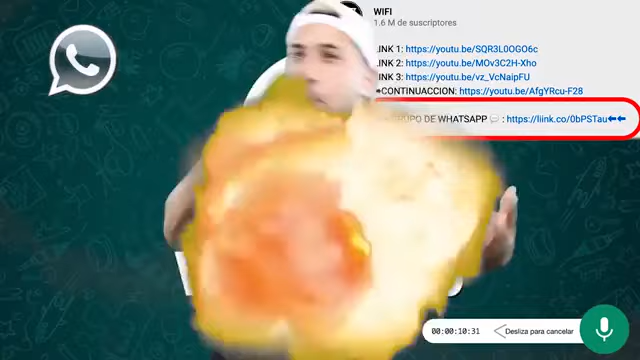 WIFI
1.6 M de suscriptores
LINK 1: https://youtu.be/SQR3L0OGO6c
LINK 2: https://youtu.be/MOv3C2H-Xho
LINK 3: https://youtu.be/vz_VcNaipFU
CONTINUACCION: https://youtu.be/AfgYRcu-F28
DE WHATSAPP 💬 : https://liink.co/0bPSTau⬅⬅
00:00:10:31 Desliza para cancelar